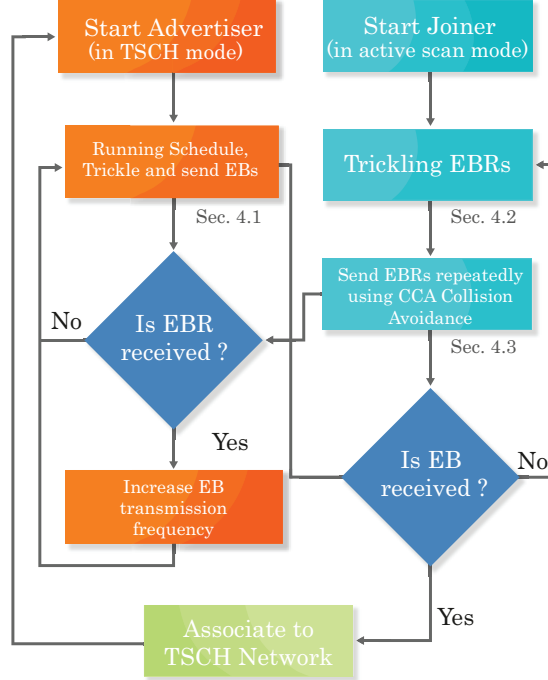 Start Advertiser
(in TSCH mode)
Start Joiner
(in active scan mode)
Running Schedule,
Trickle and send EBs
Trickling EBRs
Sec. 4.1
Sec. 4.2
Send EBRs repeatedly
using CCA Collision
Avoidance
No
Is EBR
received ?
Sec. 4.3
Yes
Is EB
received ?
No
Increase EB
transmission
frequency
Yes
Associate to
TSCH Network